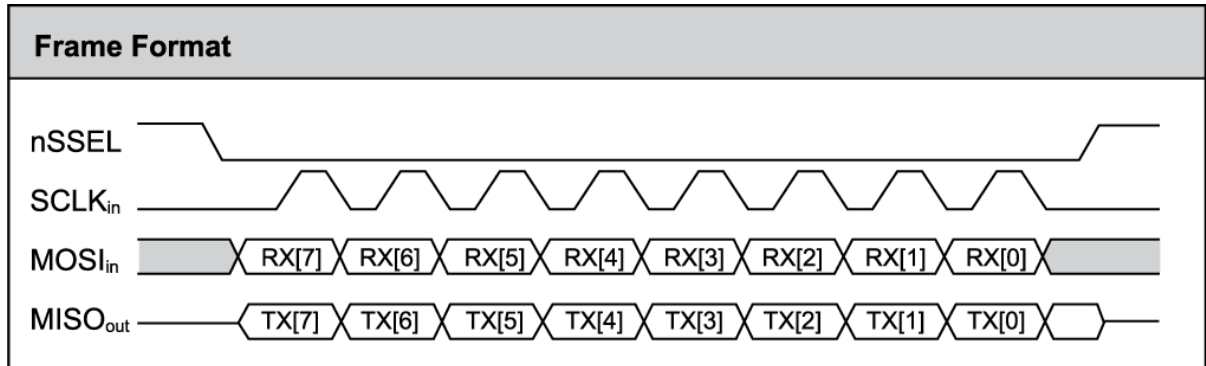 Frame Format
nSSEL
SCLKin
MOSIin RX[7] RX[6] RX[5] RX[4] RX[3] RX[2] RX[1] RX[0]
MISOout TX[7] TX[6] TX[5] TX[4] TX[3] TX[2] TX[1] TX[0]